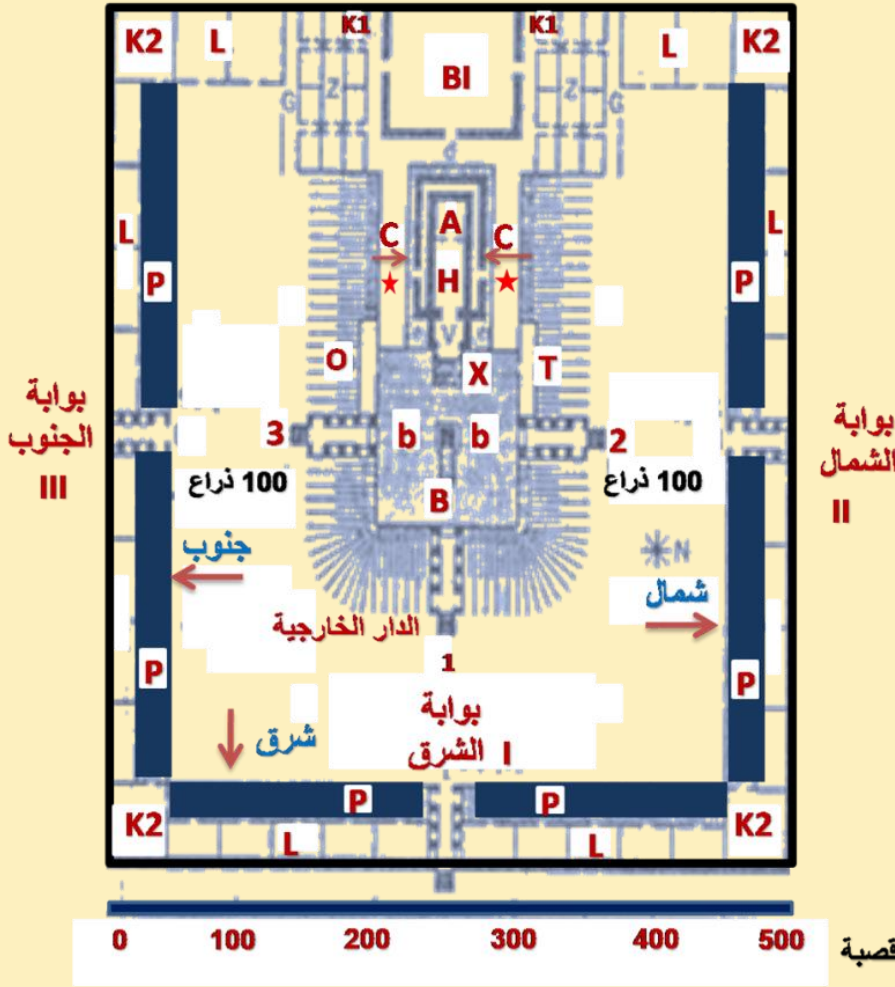 K2 L K1 K1 L K2
BI
Z Z
G G
d
A
C C
L H L
P P
V
O X T
بوابة
الجنوب
III
بوابة
الشمال
II
3 b b 2
100 ذراع 100 ذراع
B
N
جنوب
شمال
الدار الخارجية
1
P P
بوابة
الشرق I
شرق
P P
K2 K2
L L
0 100 200 300 400 500
قصبة